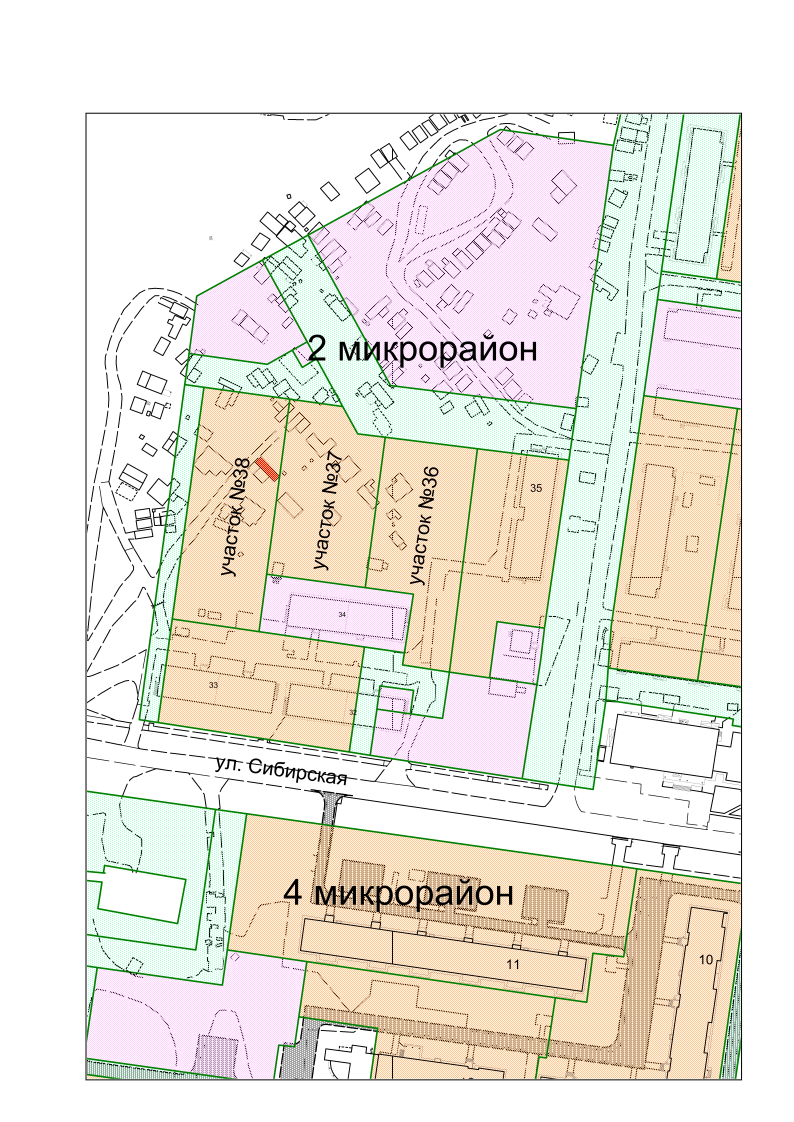 2 микрорайон
участок №38
участок №37
участок №36
35
34
33
32
ул. Сибирская
4 микрорайон
11
10